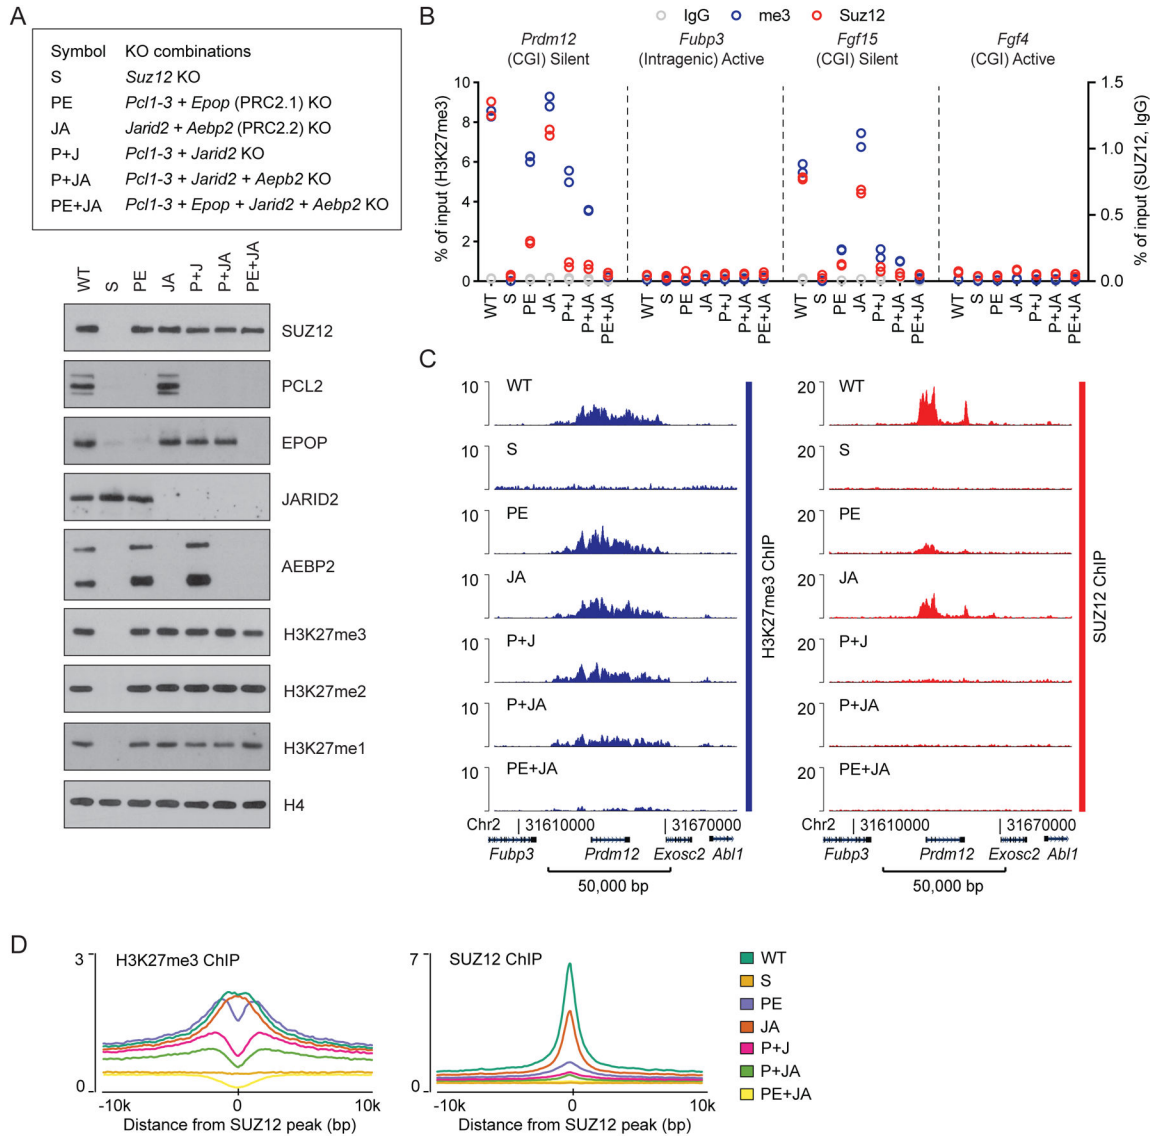 A
Symbol KO combinations
S Suz12 KO
PE Pcl1-3 + Epop (PRC2.1) KO
JA Jarid2 + Aebp2 (PRC2.2) KO
P+J Pcl1-3 + Jarid2 KO
P+JA Pcl1-3 + Jarid2 + Aepb2 KO
PE+JA Pcl1-3 + Epop + Jarid2 + Aebp2 KO
WT S PE JA P+J P+JA PE+JA
SUZ12
PCL2
EPOP
JARID2
AEBP2
H3K27me3
H3K27me2
H3K27me1
H4
B
IgG me3 Suz12
Prdm12 Fubp3 Fgf15 Fgf4
(CGI) Silent (Intragenic) Active (CGI) Silent (CGI) Active
% of input (H3K27me3)
10
8
6
4
2
0
1.5
1.0
0.5
0.0
% of input (SUZ12, IgG)
WT S PE JA P+J P+JA PE+JA WT S PE JA P+J P+JA PE+JA WT S PE JA P+J P+JA PE+JA WT S PE JA P+J P+JA PE+JA
C
10 WT
10 S
10 PE
10 JA
10 P+J
10 P+JA
10 PE+JA
H3K27me3 ChIP
Chr2 | 31610000 | 31670000
Fubp3 Prdm12 Exosc2 Abl1
50,000 bp
20 WT
20 S
20 PE
20 JA
20 P+J
20 P+JA
20 PE+JA
SUZ12 ChIP
Chr2 | 31610000 | 31670000
Fubp3 Prdm12 Exosc2 Abl1
50,000 bp
D
H3K27me3 ChIP
3
0
-10k 0 10k
Distance from SUZ12 peak (bp)
SUZ12 ChIP
7
0
-10k 0 10k
Distance from SUZ12 peak (bp)
WT
S
PE
JA
P+J
P+JA
PE+JA